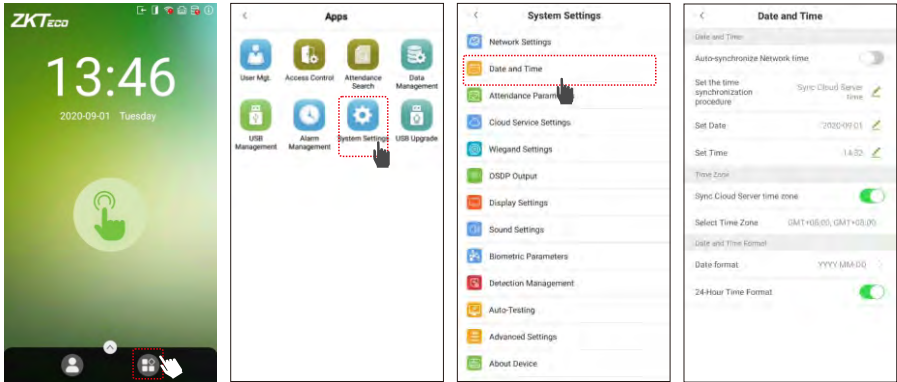 ZKTECO
13:46
2020-09-01 Tuesday
Apps
User Mgt.
Access Control
Attendance
Search
Data
Management
USB
Management
Alarm
Management
System Settings
USB Upgrade
System Settings
Network Settings
Date and Time
Attendance Param
Cloud Service Settings
Wiegand Settings
OSDP Output
Display Settings
Sound Settings
Biometric Parameters
Detection Management
Auto-Testing
Advanced Settings
About Device
Date and Time
Date and Time
Auto-synchronize Network time
Set the time
synchronization
procedure
Sync Cloud Server
time
Set Date
2020-09-01
Set Time
14:32
Time Zone
Sync Cloud Server time
zone
Select Time Zone
GMT+08:00, GMT+08:00
Date and Time Format
Date format
YYYY-MM-DD
24-Hour Time Format